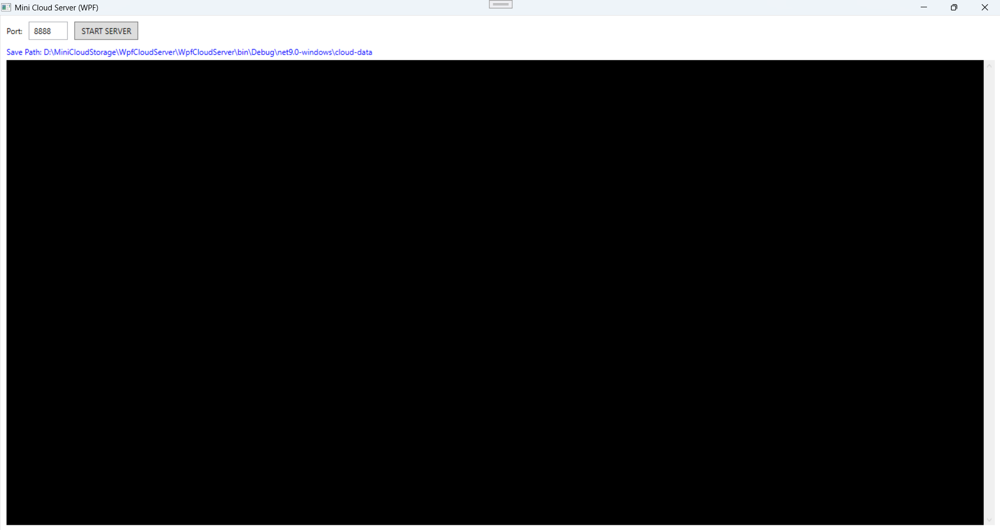 Mini Cloud Server (WPF)
Port: 8888 START SERVER
Save Path: D:\MiniCloudStorage\WpfCloudServer\WpfCloudServer\bin\Debug\net9.0-windows\cloud-data